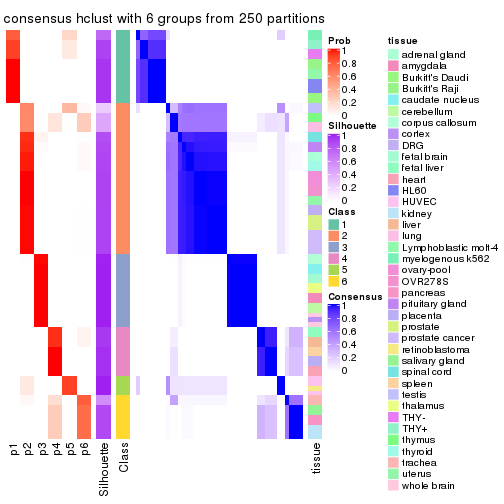 consensus hclust with 6 groups from 250 partitions
Prob
1
0.8
0.6
0.4
0.2
0
Silhouette
1
0.8
0.6
0.4
0.2
0
Class
1
2
3
4
5
6
Consensus
1
0.8
0.6
0.4
0.2
0
tissue
adrenal gland
amygdala
Burkitt's Daudi
Burkitt's Raji
caudate nucleus
cerebellum
corpus callosum
cortex
DRG
fetal brain
fetal liver
heart
HL60
HUVEC
kidney
liver
lung
Lymphoblastic molt-4
myelogenous k562
ovary-pool
OVR278S
pancreas
pituitary gland
placenta
prostate
prostate cancer
retinoblastoma
salivary gland
spinal cord
spleen
testis
thalamus
THY-
THY+
thymus
thyroid
trachea
uterus
whole brain
p1
p2
p3
p4
p5
p6
Silhouette
Class
tissue